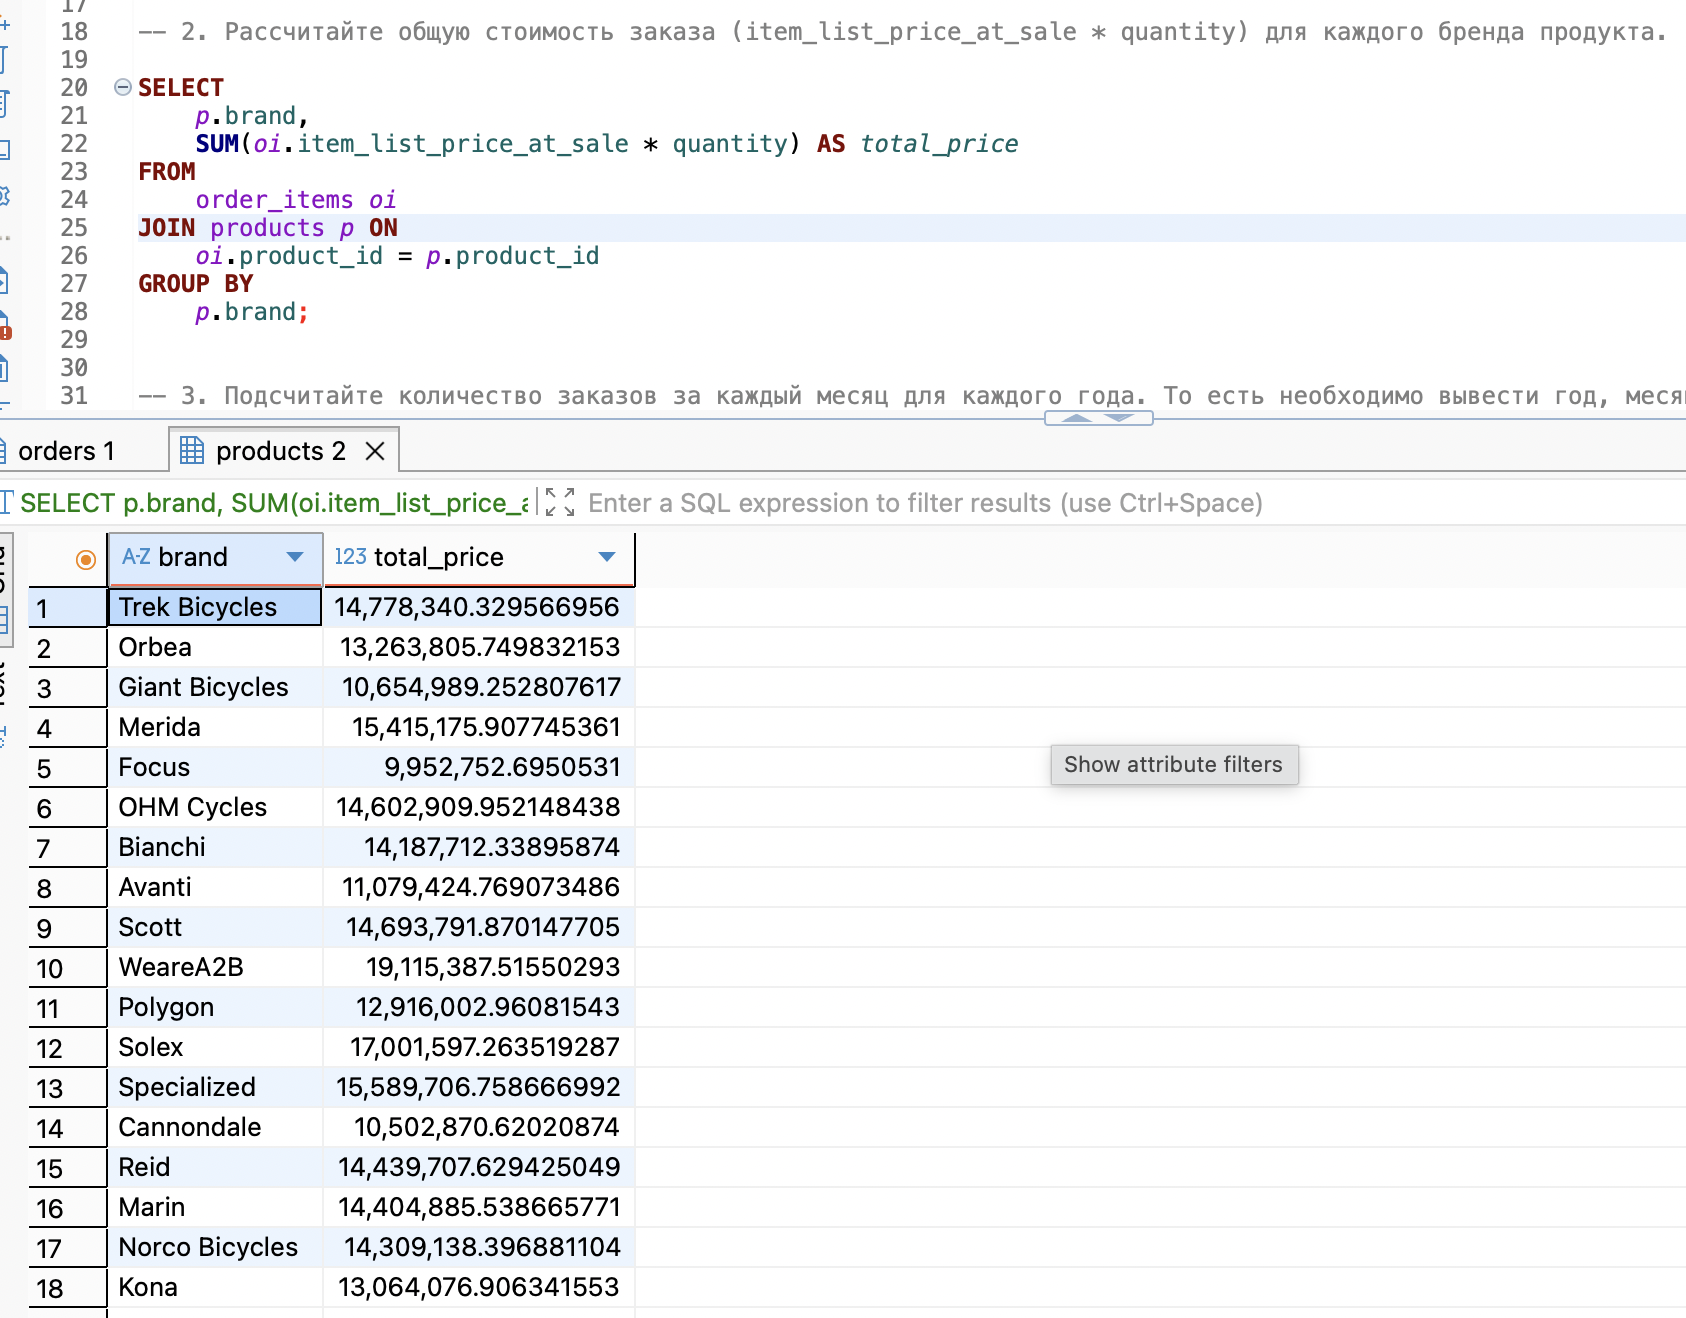 17
18 -- 2. Рассчитайте общую стоимость заказа (item_list_price_at_sale * quantity) для каждого бренда продукта.
19
20 SELECT
21 p.brand,
22 SUM(oi.item_list_price_at_sale * quantity) AS total_price
23 FROM
24 order_items oi
25 JOIN products p ON
26 oi.product_id = p.product_id
27 GROUP BY
28 p.brand;
29
30
31 -- 3. Подсчитайте количество заказов за каждый месяц для каждого года. То есть необходимо вывести год,
orders 1 products 2
SELECT p.brand, SUM(oi.item_list_price_a Enter a SQL expression to filter results (use Ctrl+Space)
A-Z brand 123 total_price
1 Trek Bicycles 14,778,340.329566956
2 Orbea 13,263,805.749832153
3 Giant Bicycles 10,654,989.252807617
4 Merida 15,415,175.907745361
5 Focus 9,952,752.6950531
Show attribute filters
6 OHM Cycles 14,602,909.952148438
7 Bianchi 14,187,712.33895874
8 Avanti 11,079,424.769073486
9 Scott 14,693,791.870147705
10 WeareA2B 19,115,387.51550293
11 Polygon 12,916,002.96081543
12 Solex 17,001,597.263519287
13 Specialized 15,589,706.758666992
14 Cannondale 10,502,870.62020874
15 Reid 14,439,707.629425049
16 Marin 14,404,885.538665771
17 Norco Bicycles 14,309,138.396881104
18 Kona 13,064,076.906341553